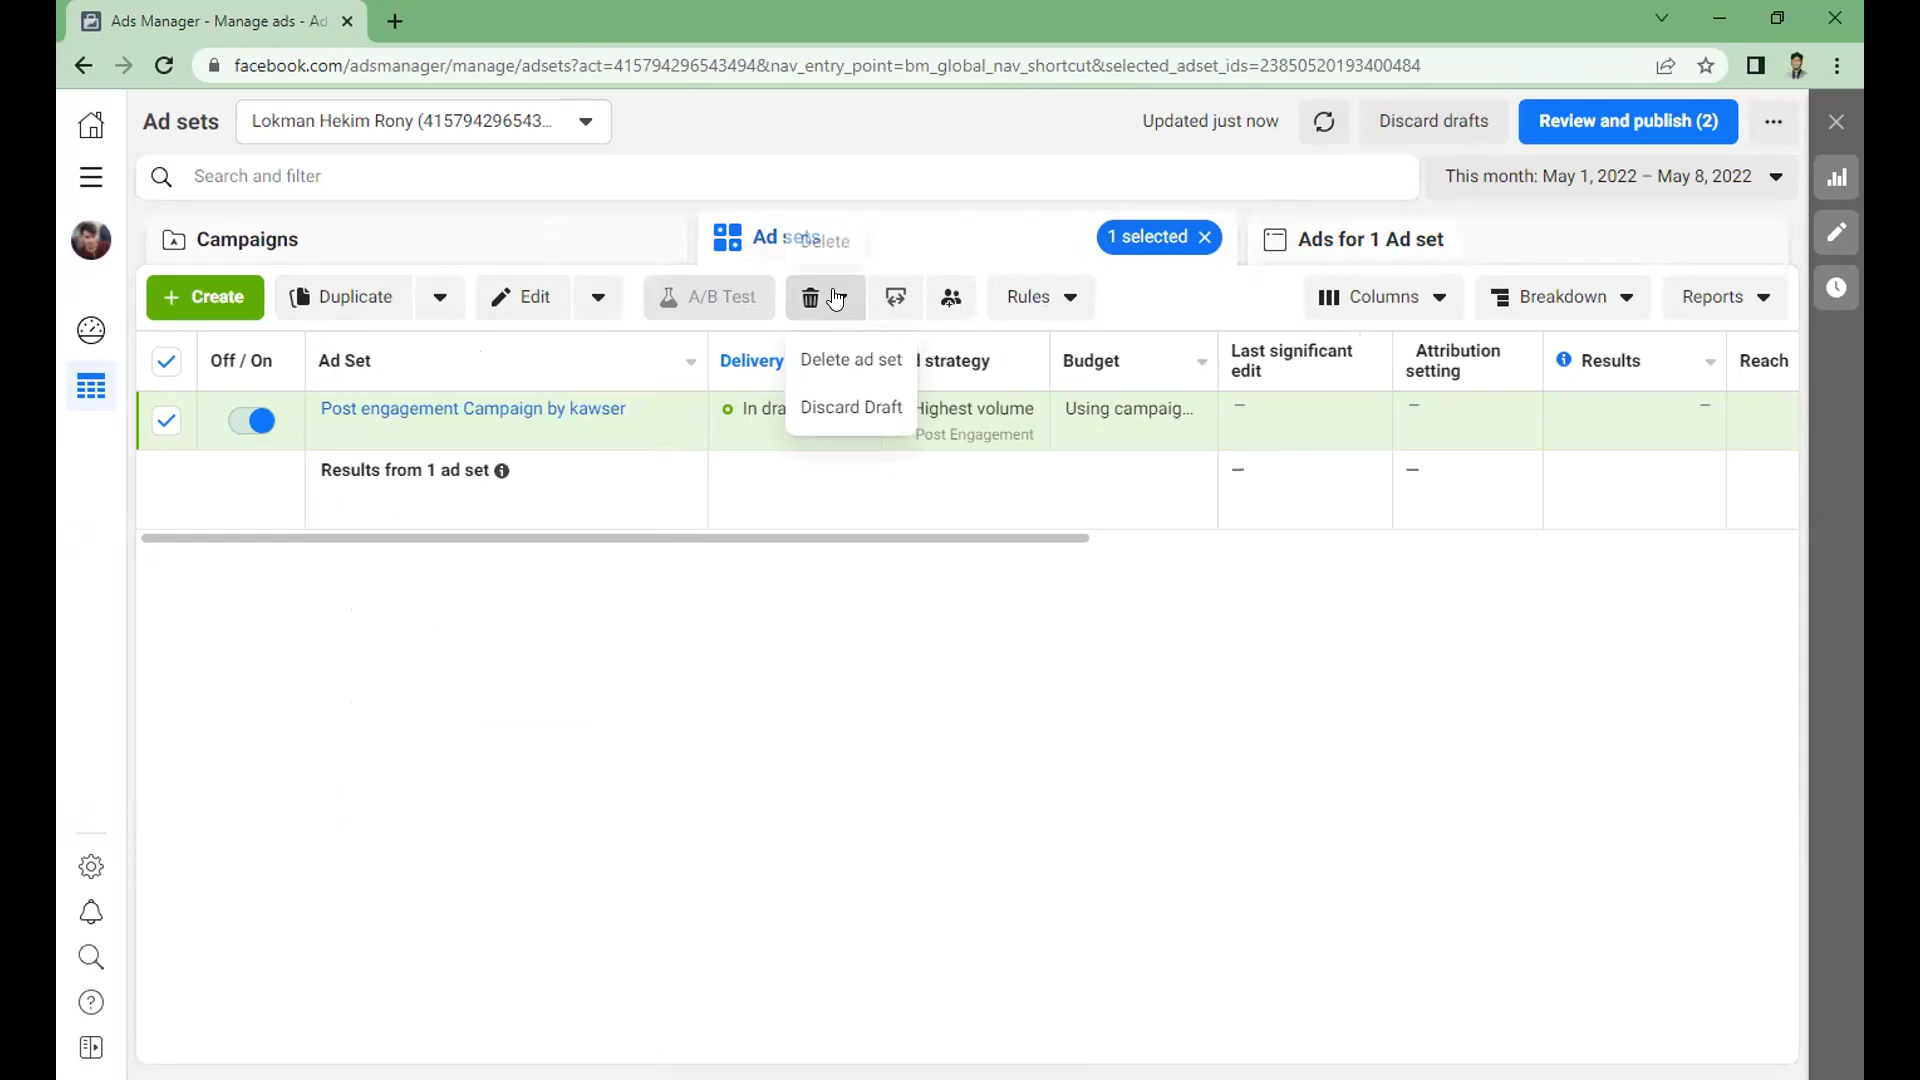 Ads Manager - Manage ads - Ad
facebook.com/adsmanager/manage/adsets?act=415794296543494&nav_entry_point=bm_global_nav_shortcut&selected_adset_ids=23850520193400484
Ad sets
Lokman Hekim Rony (415794296543...
Updated just now
Discard drafts
Review and publish (2)
Search and filter
This month: May 1, 2022 – May 8, 2022
Campaigns
Ad sets
Delete
1 selected
Ads for 1 Ad set
Create
Duplicate
Edit
A/B Test
Rules
Columns
Breakdown
Reports
Off / On
Ad Set
Delivery
Delete ad set
d strategy
Budget
Last significant
edit
Attribution
setting
Results
Reach
Post engagement Campaign by kawser
In dra
Discard Draft
Highest volume
Post Engagement
Using campaig...
–
–
–
Results from 1 ad set
–
–